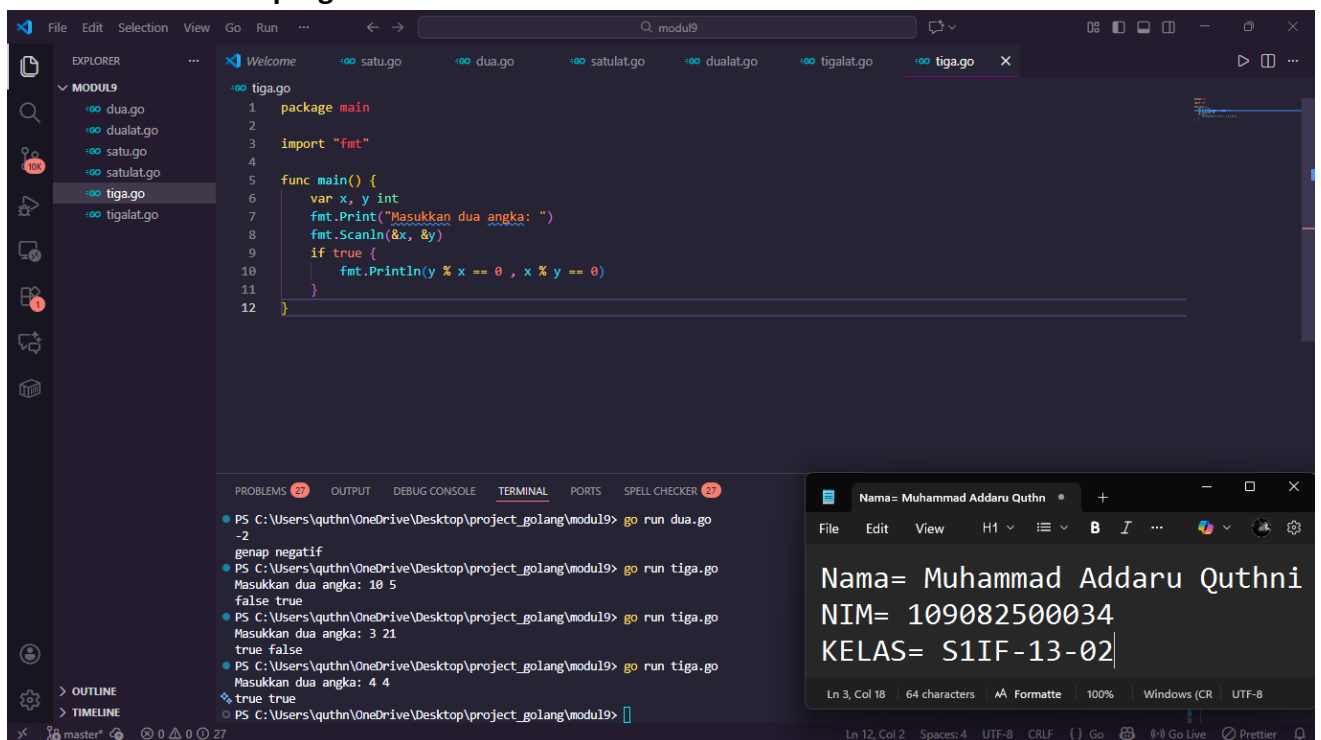 File Edit Selection View Go Run ... modul9
EXPLORER ...
MODUL9
dua.go
dualat.go
satu.go
satulat.go
tiga.go
tigalat.go
10K
1
OUTLINE
TIMELINE
Welcome satu.go dua.go satulat.go dualat.go tigalat.go tiga.go
tiga.go
1 package main
2
3 import "fmt"
4
5 func main() {
6 var x, y int
7 fmt.Print("Masukkan dua angka: ")
8 fmt.Scanln(&x, &y)
9 if true {
10 fmt.Println(y % x == 0 , x % y == 0)
11 }
12 }
PROBLEMS 27 OUTPUT DEBUG CONSOLE TERMINAL PORTS SPELL CHECKER 27
PS C:\Users\quthn\OneDrive\Desktop\project_golang\modul9> go run dua.go
-2
genap negatif
PS C:\Users\quthn\OneDrive\Desktop\project_golang\modul9> go run tiga.go
Masukkan dua angka: 10 5
false true
PS C:\Users\quthn\OneDrive\Desktop\project_golang\modul9> go run tiga.go
Masukkan dua angka: 3 21
true false
PS C:\Users\quthn\OneDrive\Desktop\project_golang\modul9> go run tiga.go
Masukkan dua angka: 4 4
true true
PS C:\Users\quthn\OneDrive\Desktop\project_golang\modul9>
Nama= Muhammad Addaru Quthn
File Edit View H1 B I ...
Nama= Muhammad Addaru Quthni
NIM= 109082500034
KELAS= S1IF-13-02
Ln 3, Col 18 64 characters Formatte 100% Windows (CR UTF-8
master* 0 0 27 Ln 12, Col 2 Spaces: 4 UTF-8 CRLF {} Go Go Live Prettier